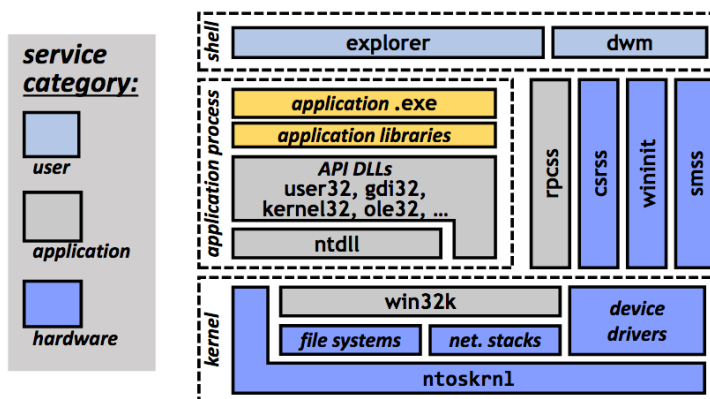 service
category:
user
application
hardware
shell
explorer
dwm
application process
application .exe
application libraries
API DLLs
user32, gdi32,
kernel32, ole32, ...
ntdll
rpcss
csrss
wininit
smss
kernel
win32k
file systems
net. stacks
device
drivers
ntoskrnl